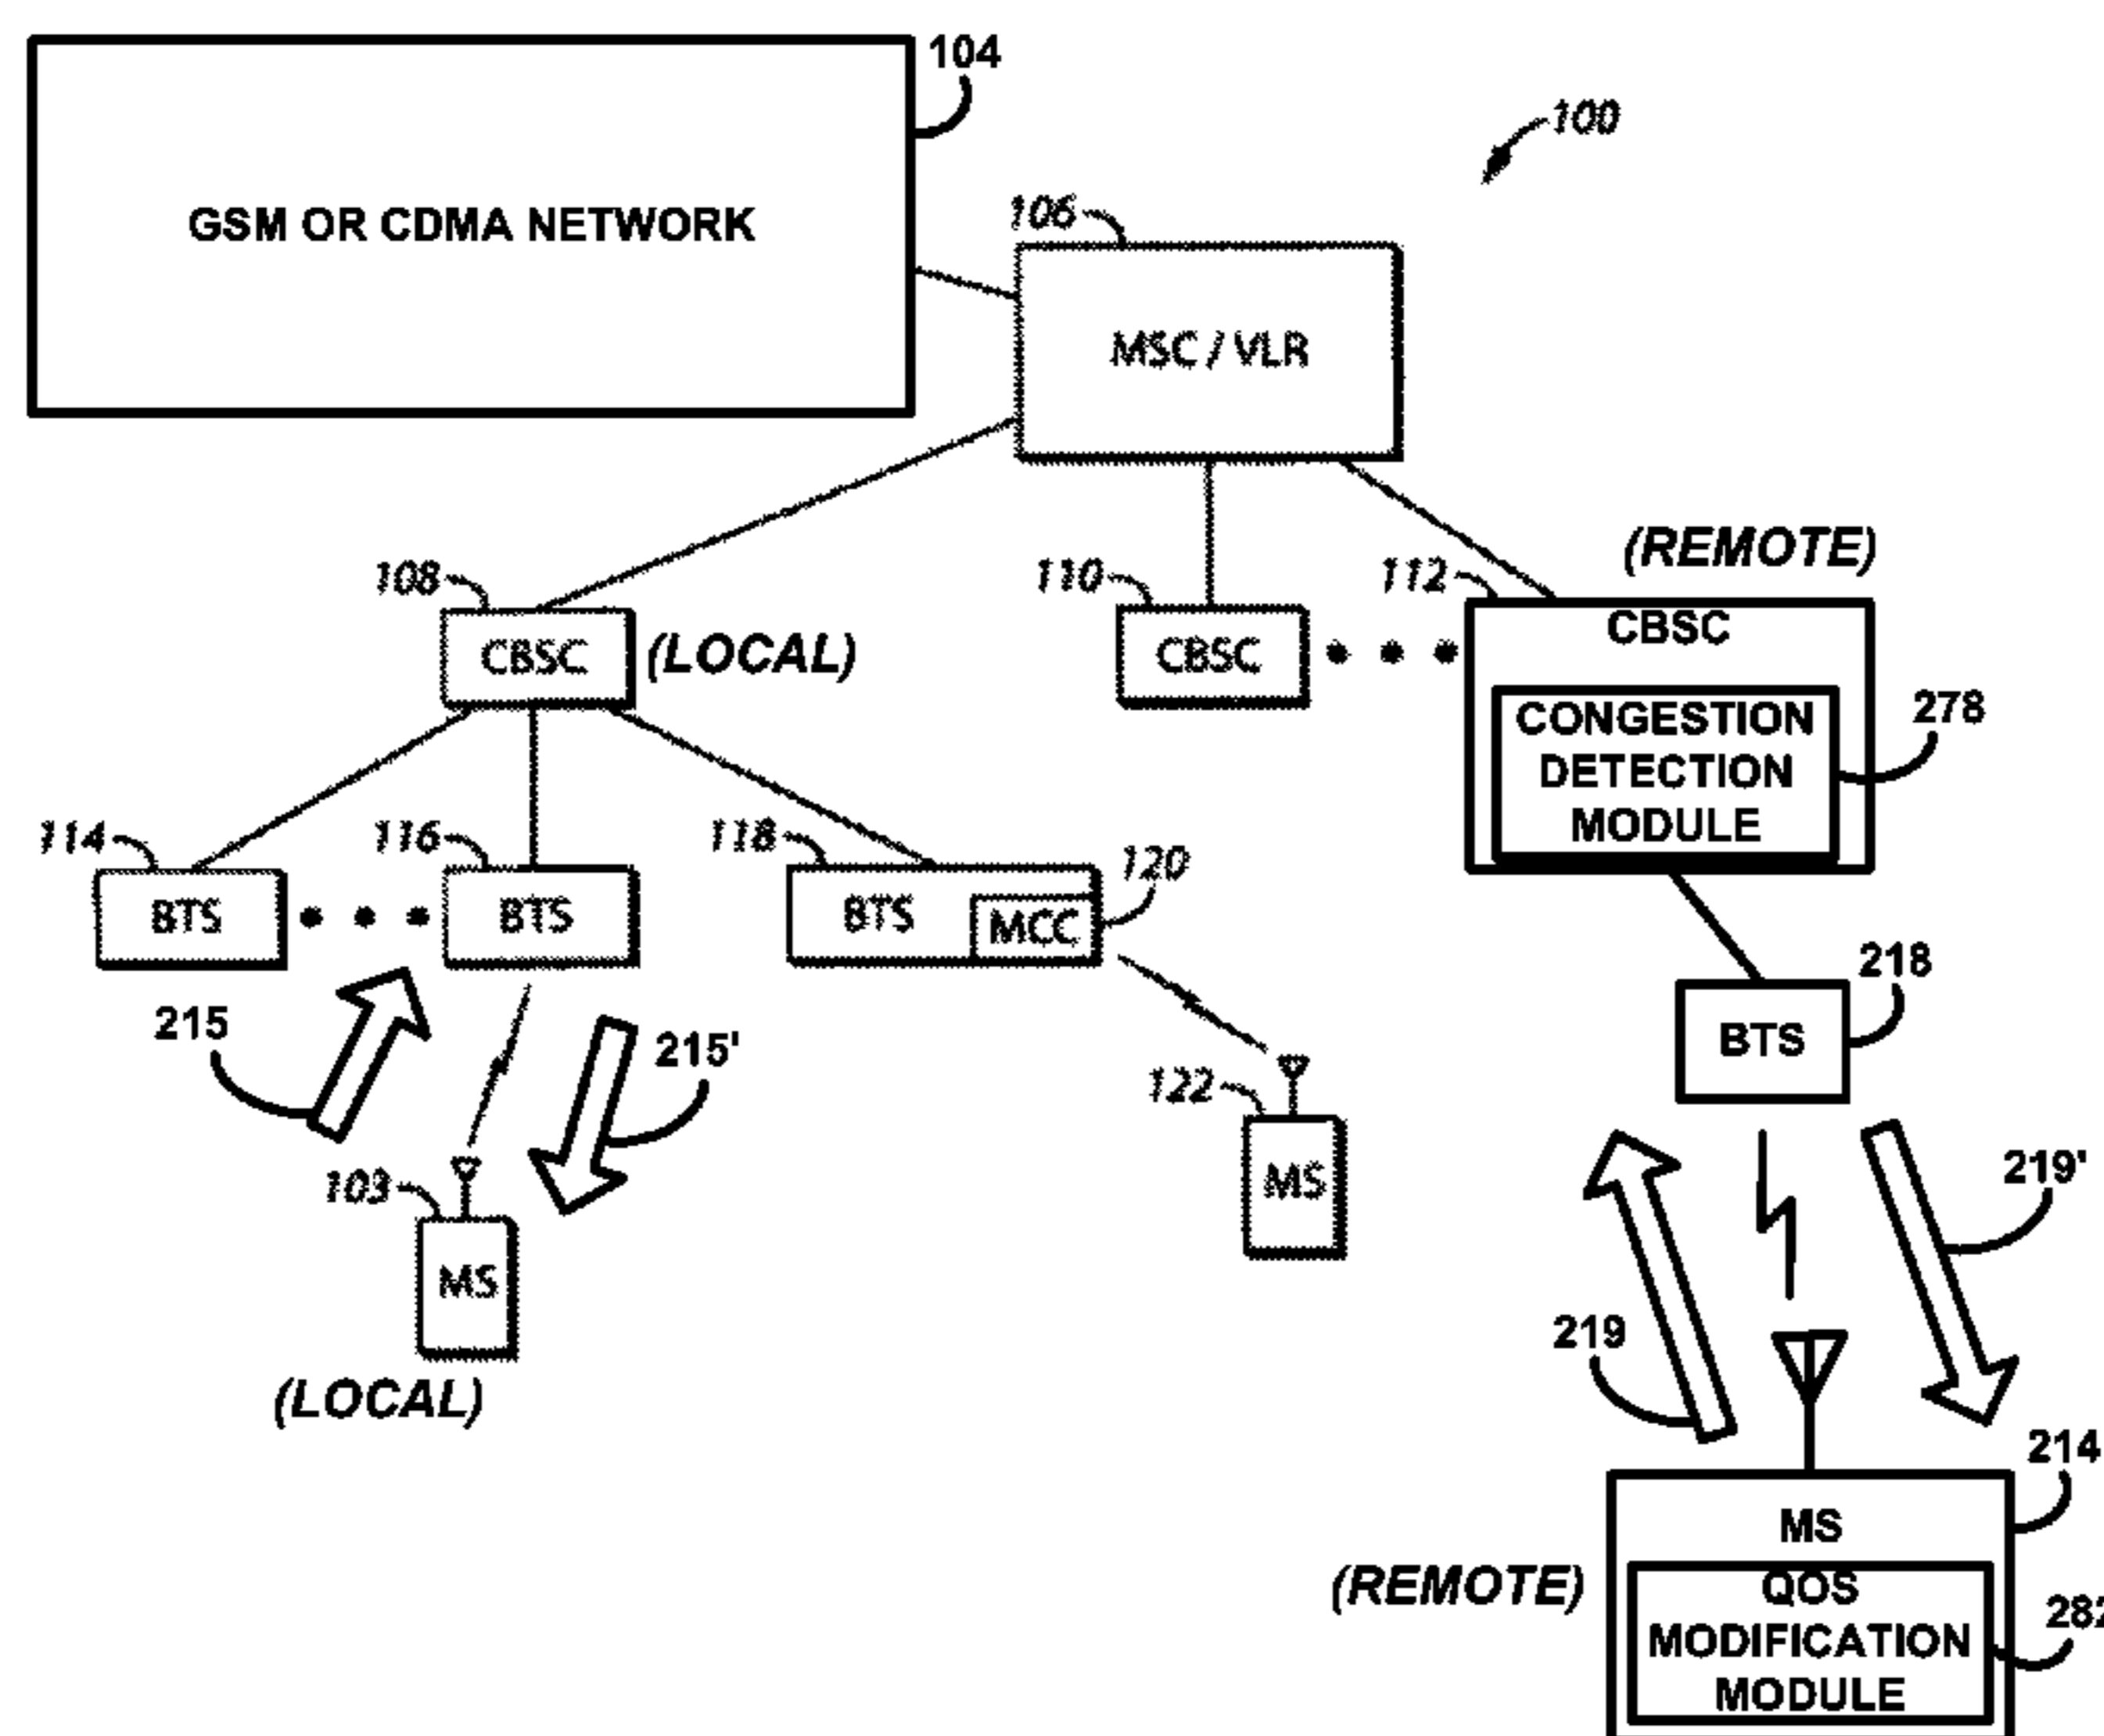 104
100
GSM OR CDMA NETWORK
106
MSC / VLR
(REMOTE)
108
110
112
CBSC
CBSC
(LOCAL)
CBSC
278
CONGESTION
DETECTION
MODULE
114
116
118
120
BTS
BTS
BTS
MCC
218
BTS
215
215'
122
MS
219'
103
MS
219
(LOCAL)
214
MS
(REMOTE)
QOS
MODIFICATION
MODULE
282